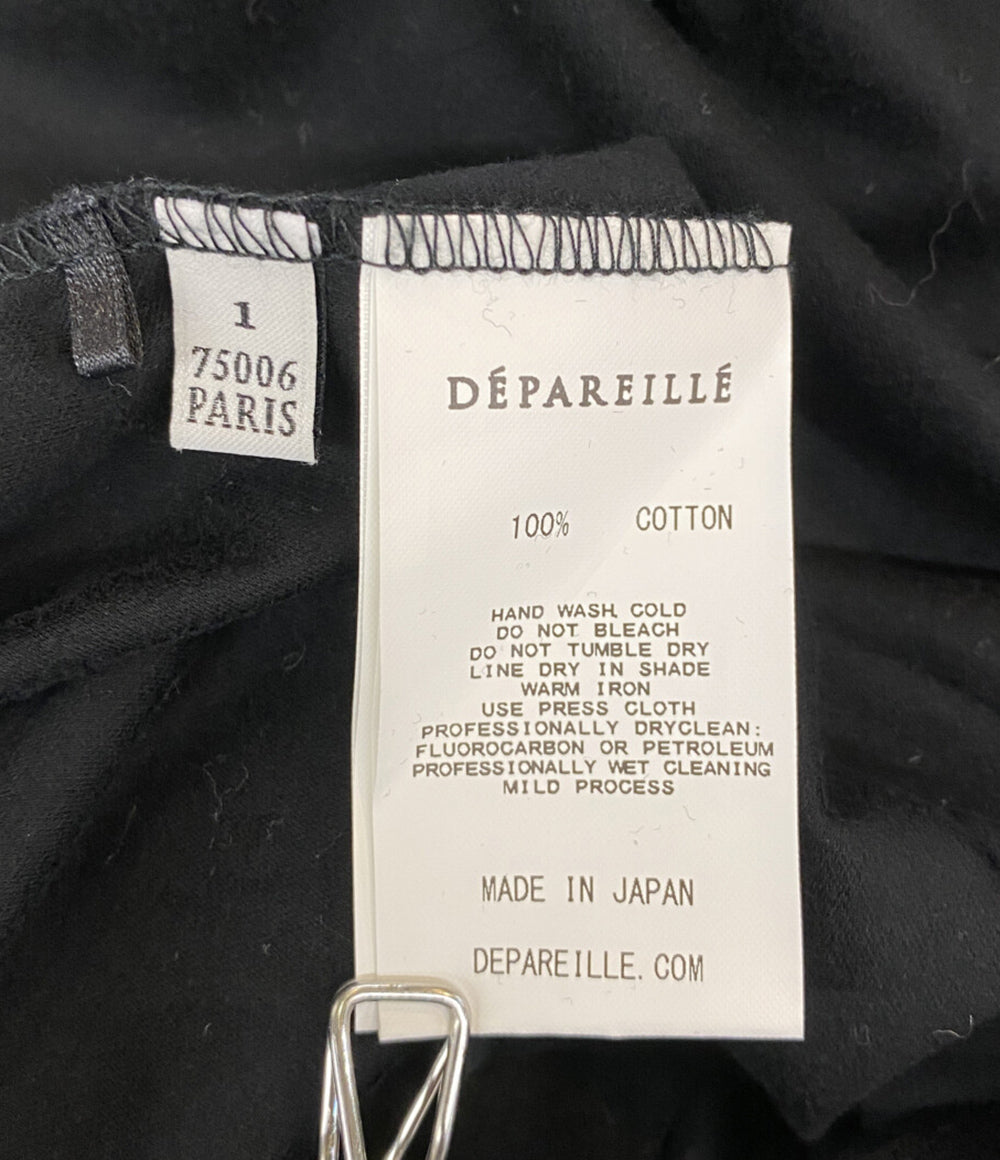 1
75006
PARIS
DÉPAREILLÉ
100% COTTON
HAND WASH COLD
DO NOT BLEACH
DO NOT TUMBLE DRY
LINE DRY IN SHADE
WARM IRON
USE PRESS CLOTH
PROFESSIONALLY DRYCLEAN:
FLUOROCARBON OR PETROLEUM
PROFESSIONALLY WET CLEANING
MILD PROCESS
MADE IN JAPAN
DEPAREILLE.COM